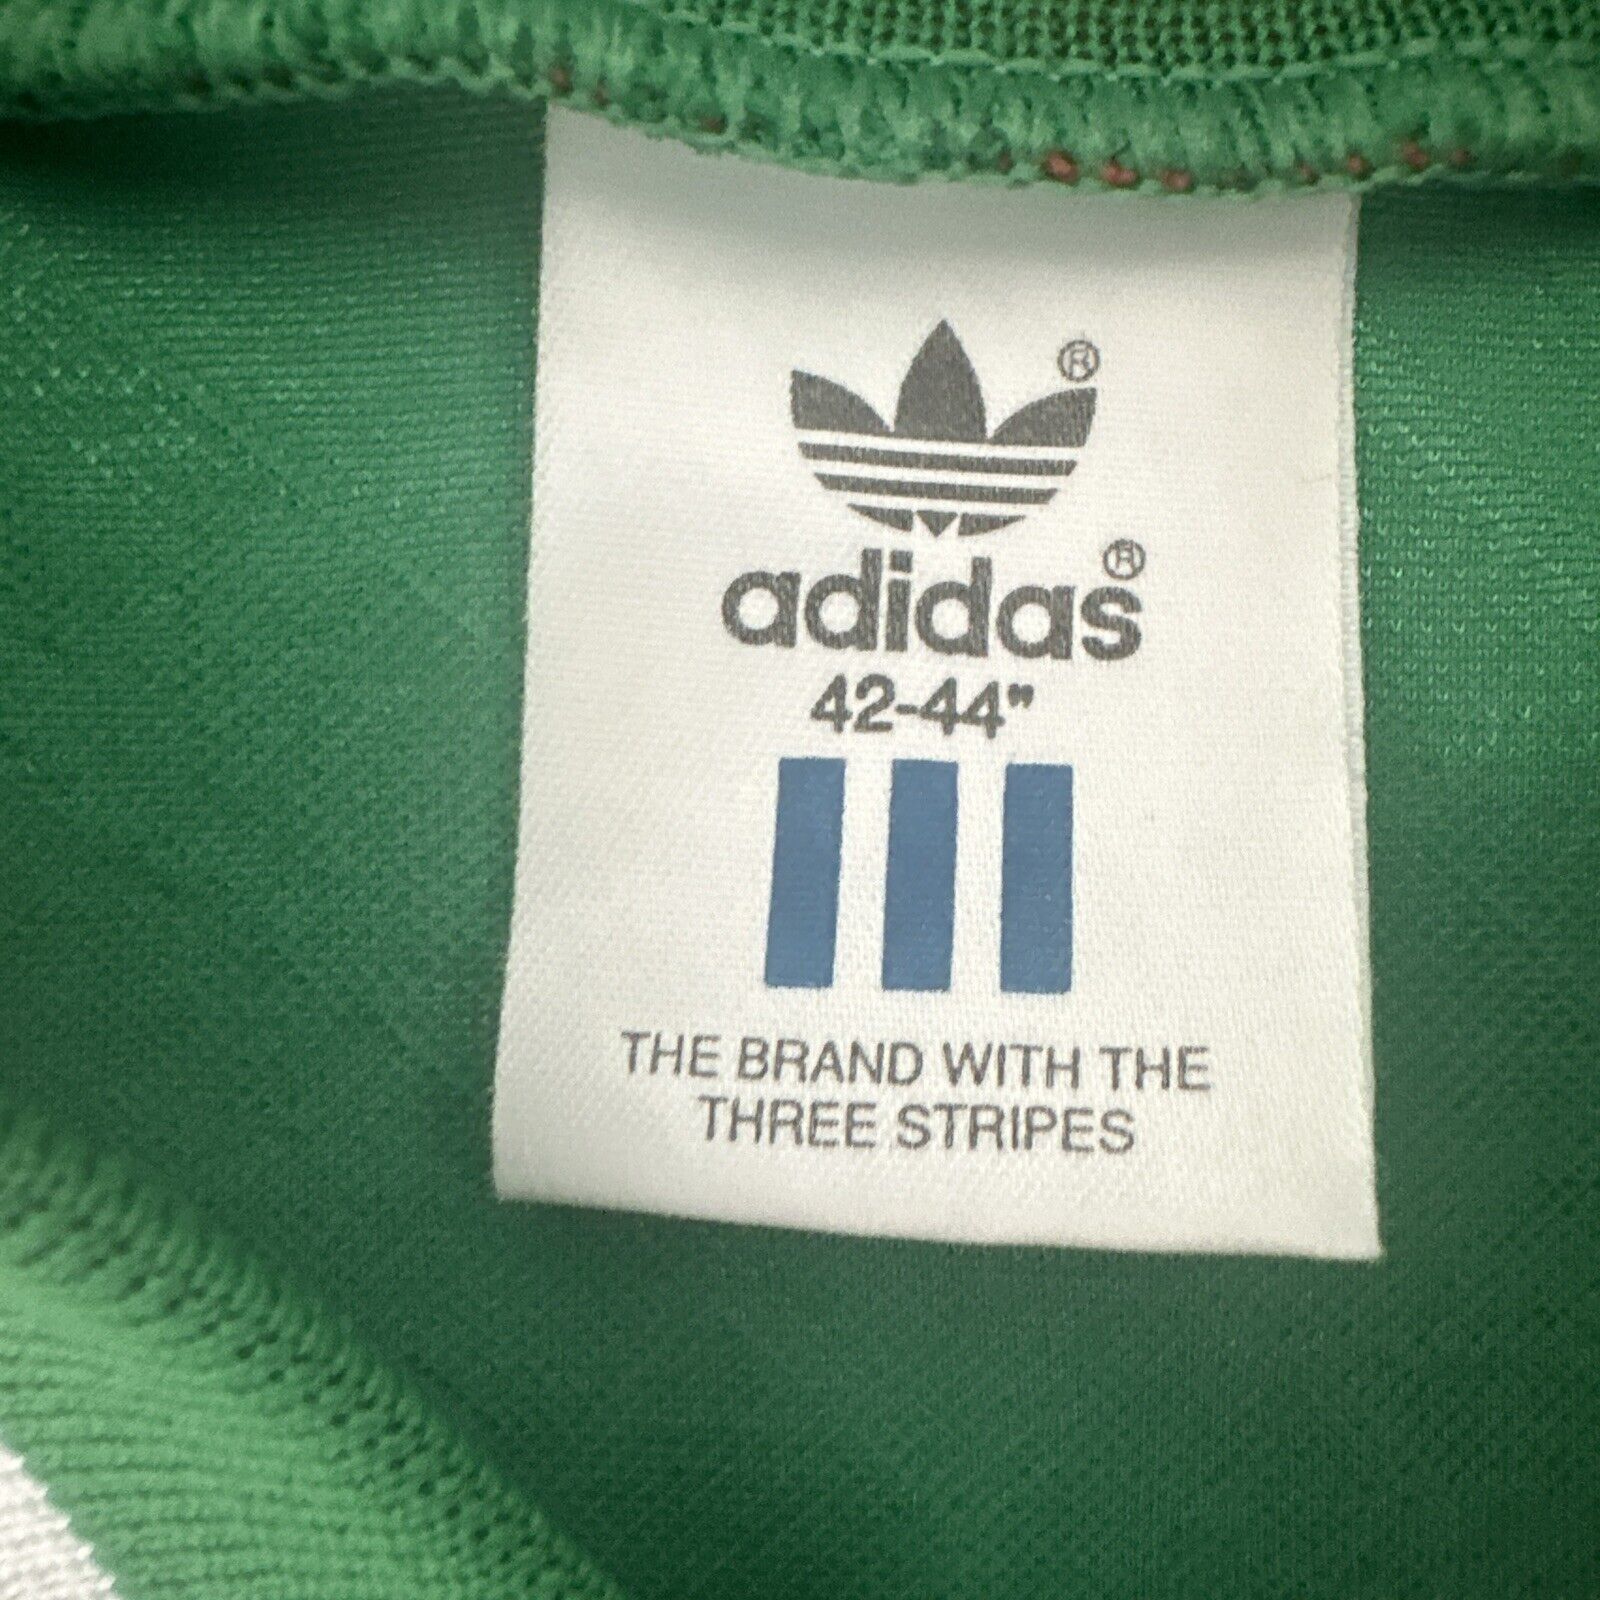 ®
adidas®
42-44"
THE BRAND WITH THE
THREE STRIPES